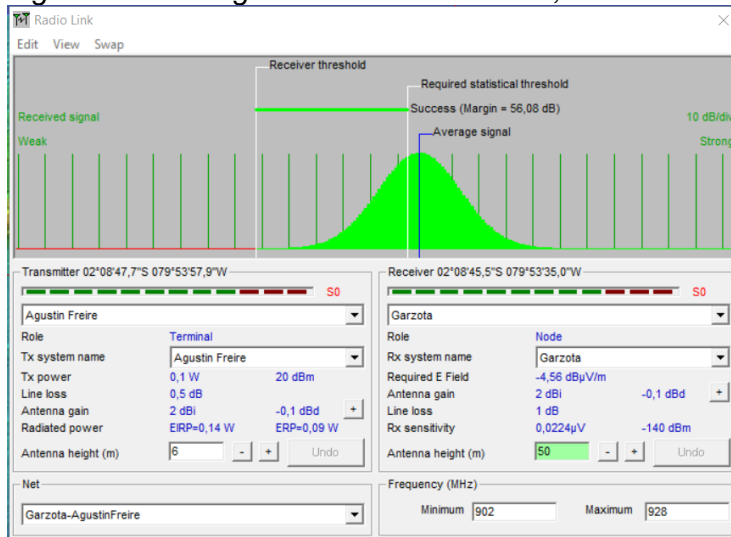 Radio Link
Edit View Swap
Receiver threshold
Required statistical threshold
Received signal
Success (Margin = 56,08 dB)
10 dB/div
Weak
Average signal
Strong
Transmitter 02°08'47,7"S 079°53'57,9"W
S0
Agustin Freire
Role Terminal
Tx system name Agustin Freire
Tx power 0,1 W 20 dBm
Line loss 0,5 dB
Antenna gain 2 dBi -0,1 dBd +
Radiated power EIRP=0,14 W ERP=0,09 W
Antenna height (m) 6 - + Undo
Receiver 02°08'45,5"S 079°53'35,0"W
S0
Garzota
Role Node
Rx system name Garzota
Required E Field -4,56 dBµV/m
Antenna gain 2 dBi -0,1 dBd +
Line loss 1 dB
Rx sensitivity 0,0224µV -140 dBm
Antenna height (m) 50 - + Undo
Net
Garzota-AgustinFreire
Frequency (MHz)
Minimum 902 Maximum 928